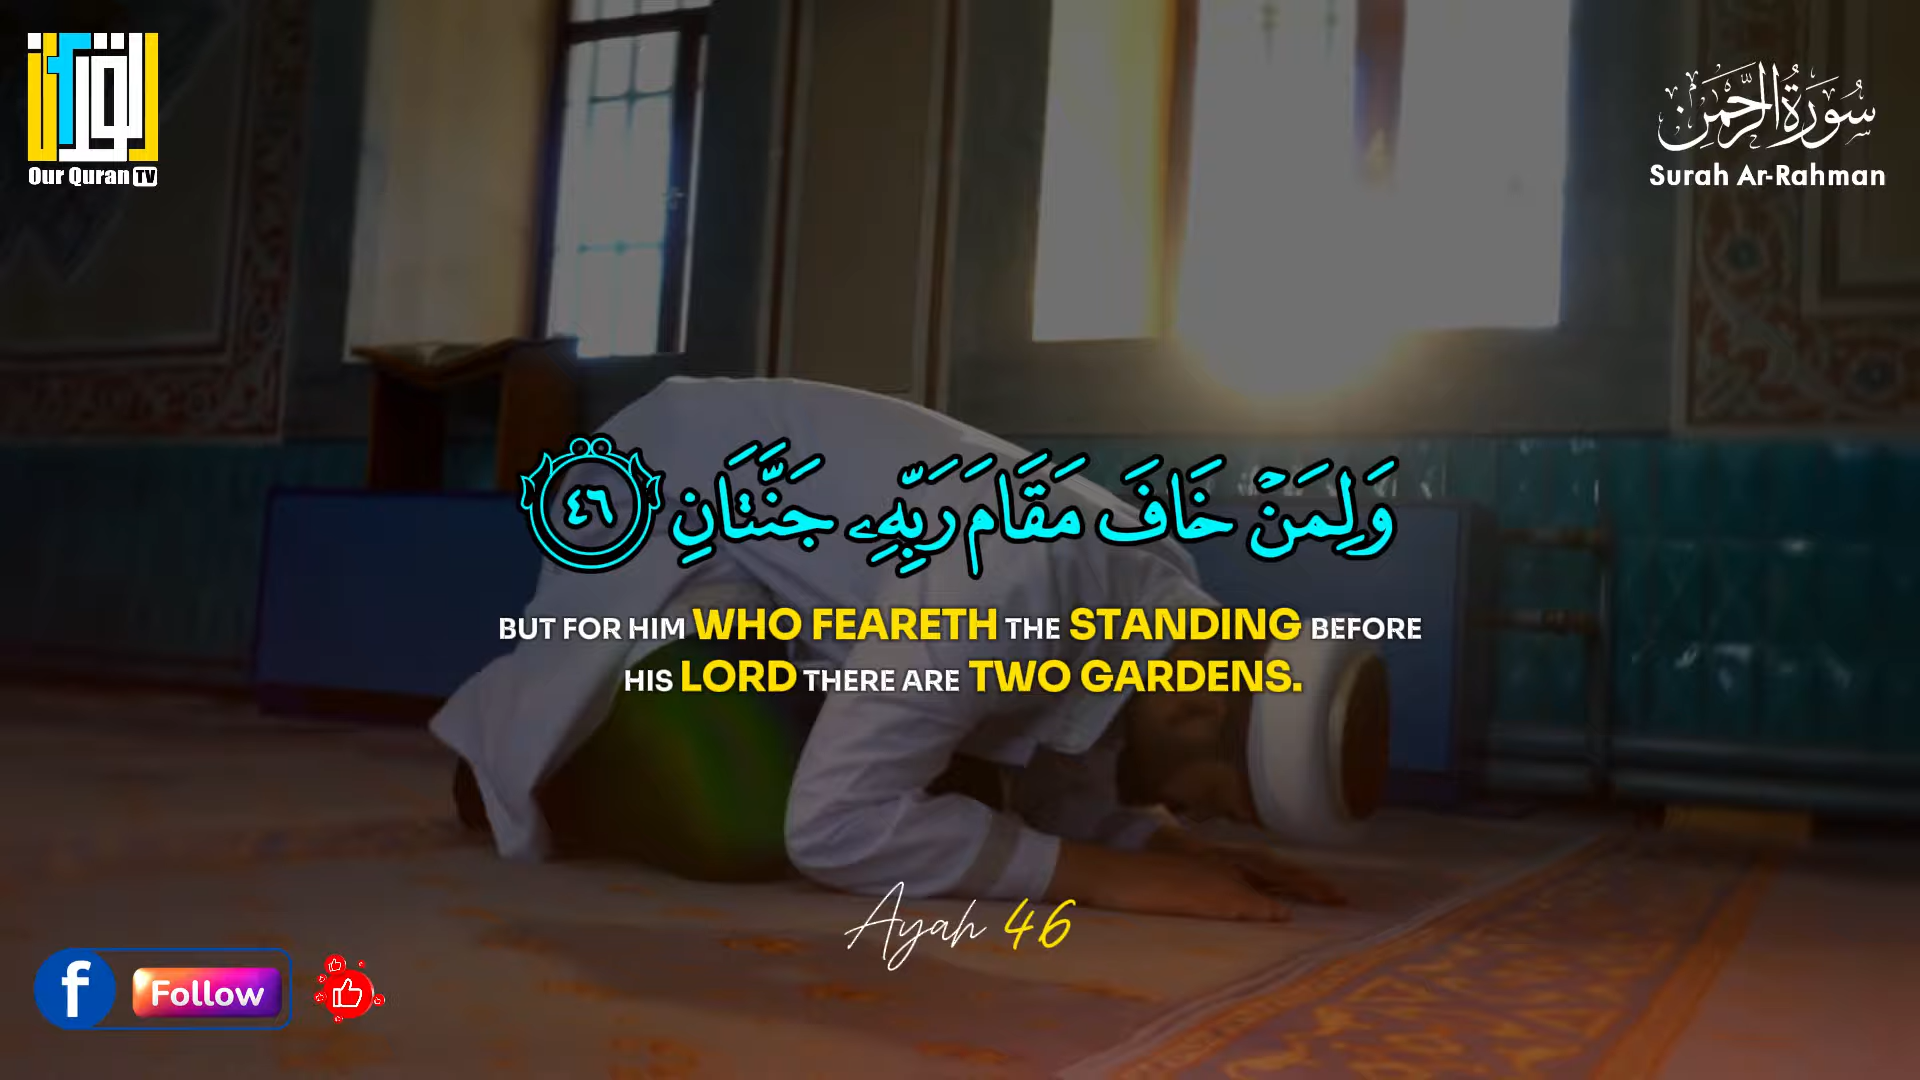 القرآن
Our Quran TV
سُورَةُ الرَّحْمَٰن
Surah Ar-Rahman
وَلِمَنْ خَافَ مَقَامَ رَبِّهِۦ جَنَّتَانِ ٤٦
BUT FOR HIM WHO FEARETH THE STANDING BEFORE
HIS LORD THERE ARE TWO GARDENS.
Ayah 46
f Follow